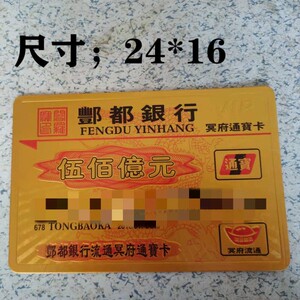 尺寸；24*16
酆都銀行
FENGDU YINHANG
冥府通寶卡
伍佰億元
通寶
678 TONGBAOKA
酆都銀行流通冥府通寶卡
冥府流通